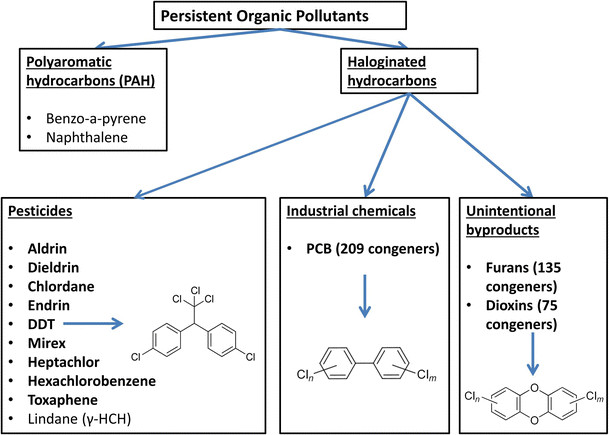 Persistent Organic Pollutants
Polyaromatic
hydrocarbons (PAH)
• Benzo-a-pyrene
• Naphthalene
Haloginated
hydrocarbons
Pesticides
• Aldrin
• Dieldrin
• Chlordane
• Endrin
• DDT
• Mirex
• Heptachlor
• Hexachlorobenzene
• Toxaphene
• Lindane (γ-HCH)
Cl
Cl
Cl
Cl
Cl
Industrial chemicals
• PCB (209 congeners)
Cln
Clm
Unintentional
byproducts
• Furans (135
congeners)
• Dioxins (75
congeners)
Cln
O
O
Clm